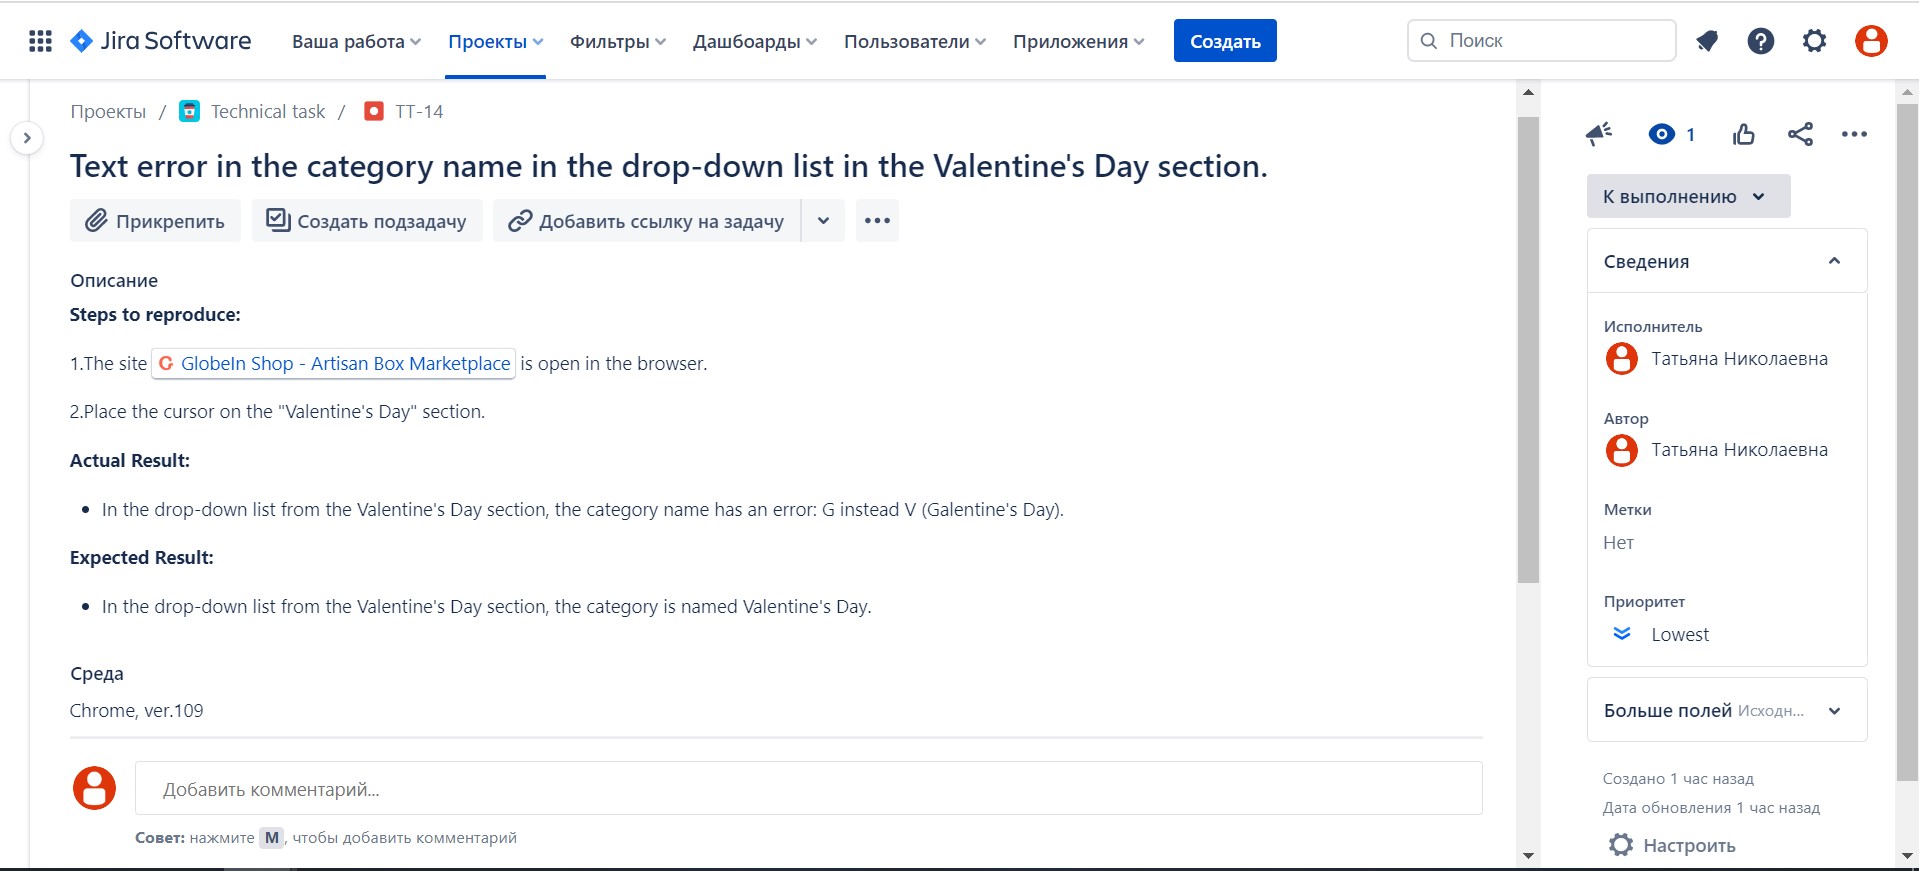 Jira Software Ваша работа Проекты Фильтры Дашборды Пользователи Приложения Создать Поиск
Проекты / Technical task / TT-14
Text error in the category name in the drop-down list in the Valentine's Day section.
Прикрепить Создать подзадачу Добавить ссылку на задачу
Описание
Steps to reproduce:
1.The site GlobeIn Shop - Artisan Box Marketplace is open in the browser.
2.Place the cursor on the "Valentine's Day" section.
Actual Result:
• In the drop-down list from the Valentine's Day section, the category name has an error: G instead V (Galentine's Day).
Expected Result:
• In the drop-down list from the Valentine's Day section, the category is named Valentine's Day.
Среда
Chrome, ver.109
Добавить комментарий...
Совет: нажмите M, чтобы добавить комментарий
1
К выполнению
Сведения
Исполнитель
Татьяна Николаевна
Автор
Татьяна Николаевна
Метки
Нет
Приоритет
Lowest
Больше полей Исходн...
Создано 1 час назад
Дата обновления 1 час назад
Настроить